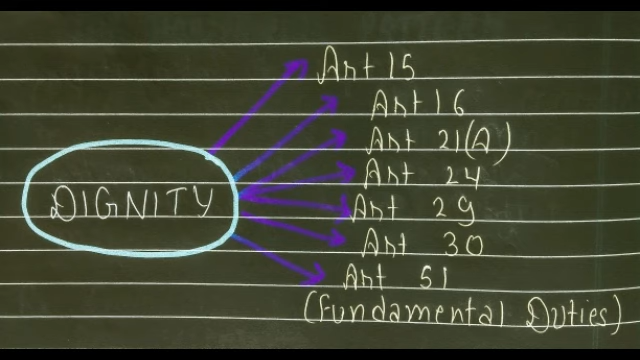 DIGNITY
Art 15
Art 16
Art 21(A)
Art 24
Art 29
Art 30
Art 51
(Fundamental Duties)